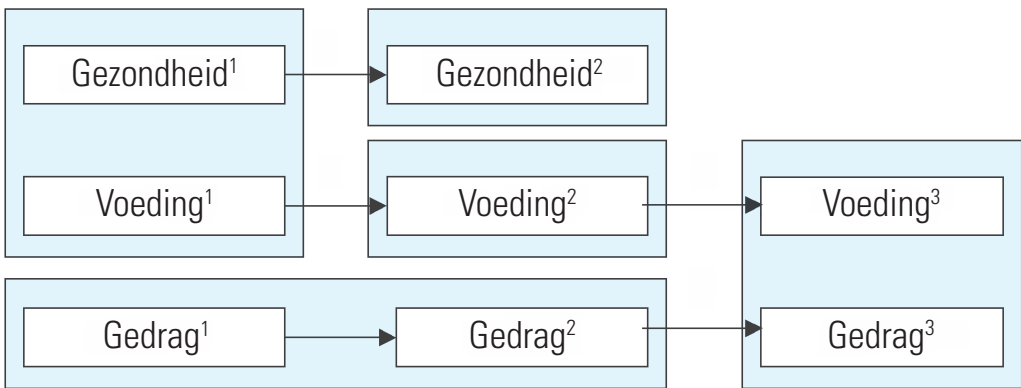 Gezondheid¹ Gezondheid²
Voeding¹ Voeding² Voeding³
Gedrag¹ Gedrag² Gedrag³